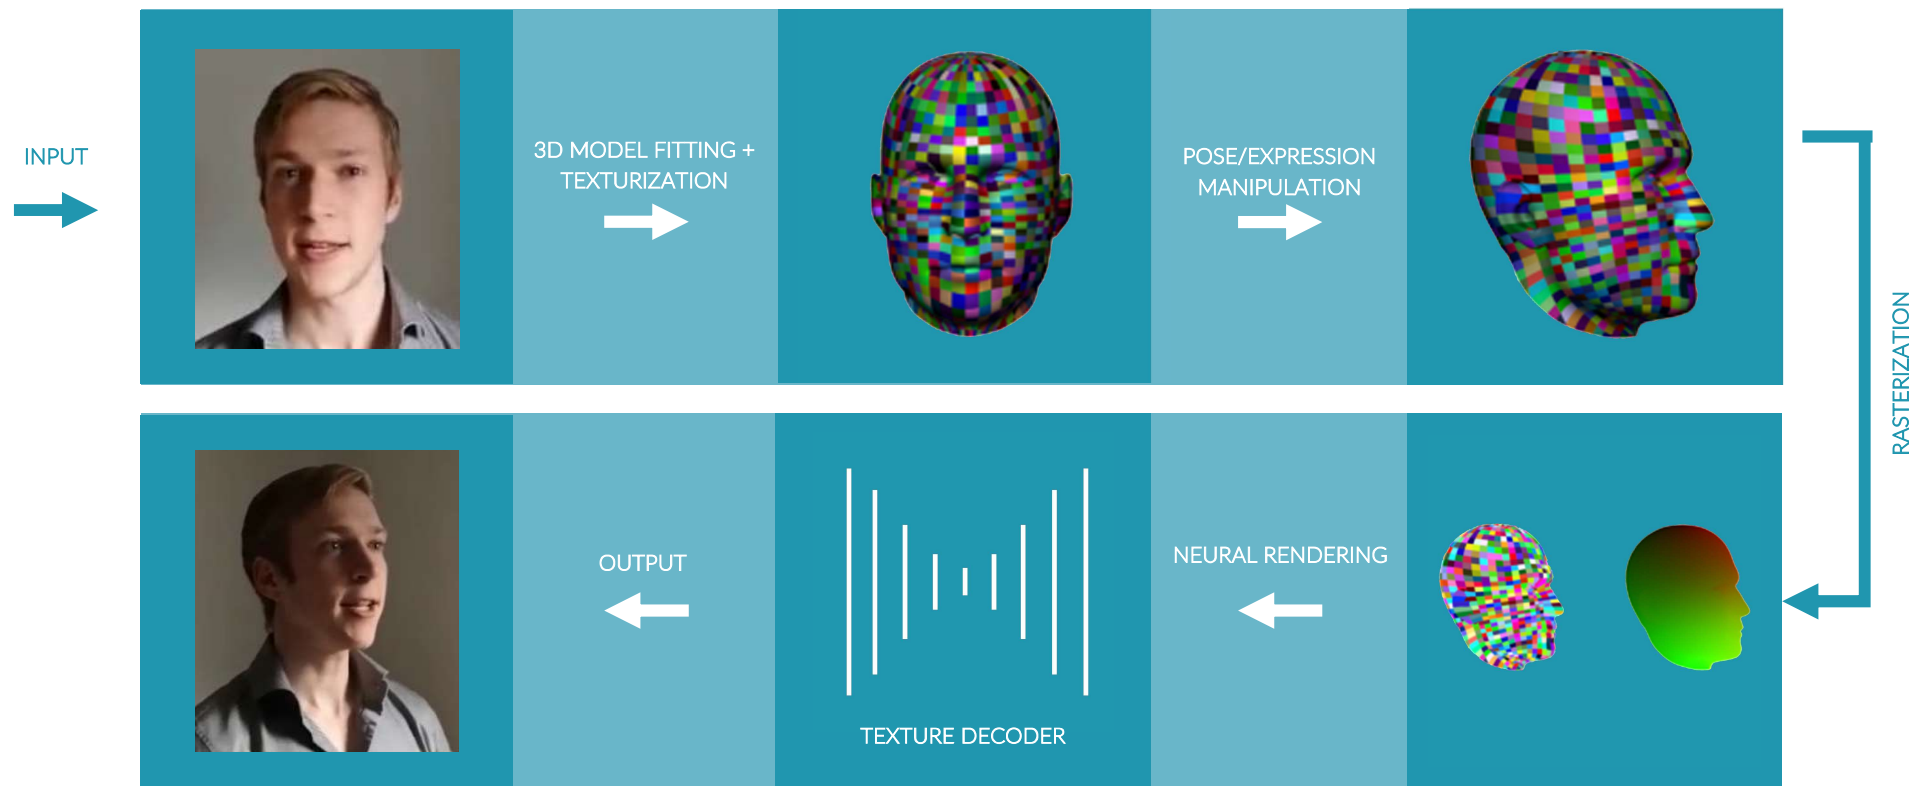 INPUT
3D MODEL FITTING +
TEXTURIZATION
POSE/EXPRESSION
MANIPULATION
RASTERIZATION
OUTPUT
NEURAL RENDERING
TEXTURE DECODER